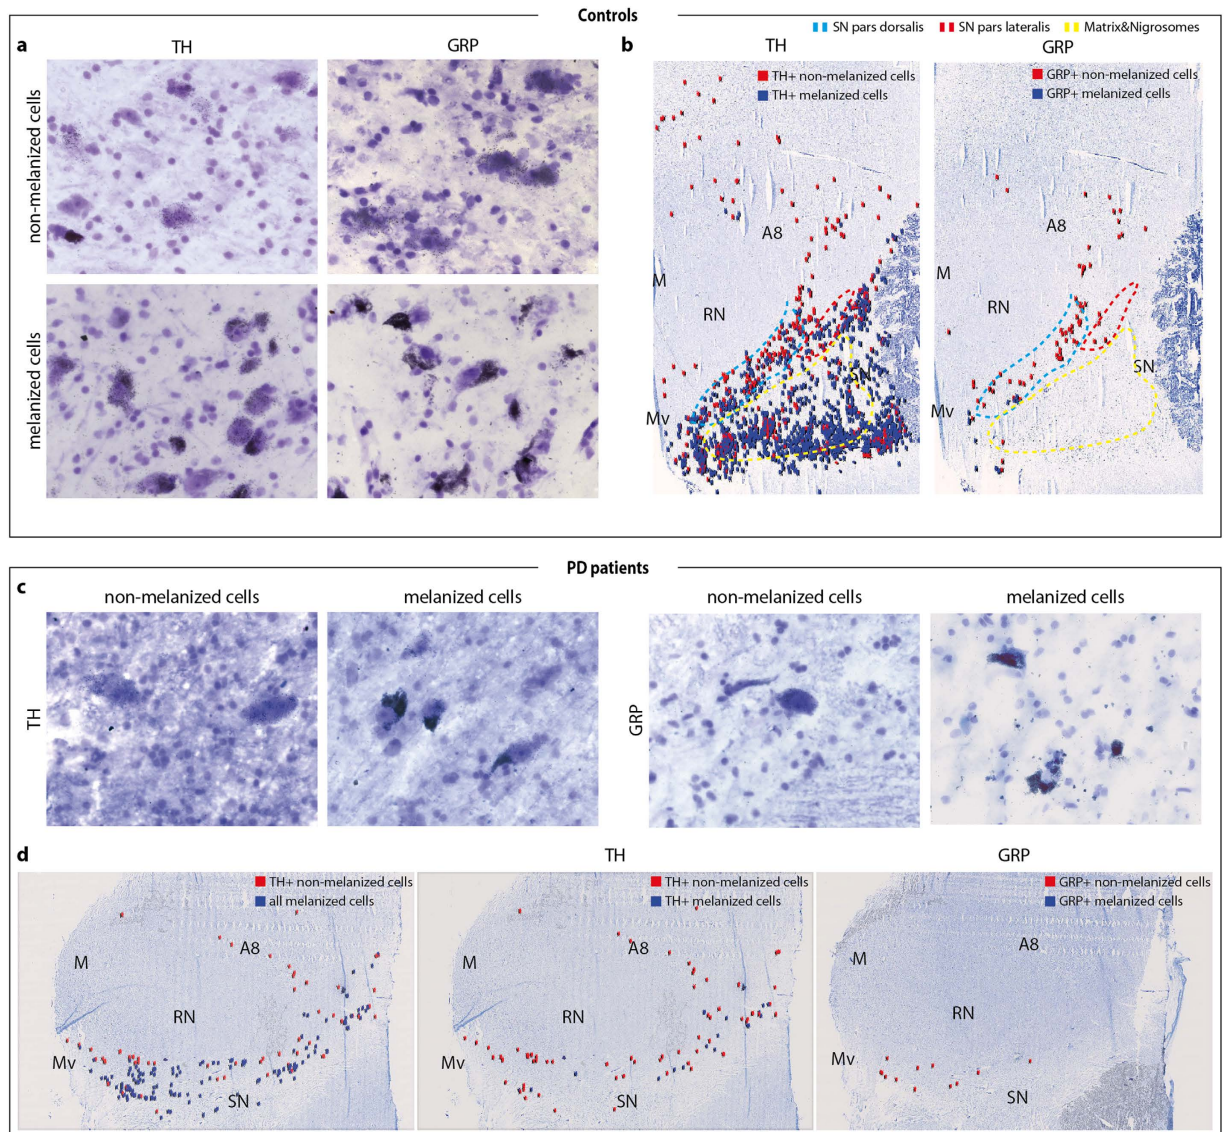 Controls
SN pars dorsalis SN pars lateralis Matrix&Nigrosomes
a TH GRP
b TH GRP
non-melanized cells
melanized cells
TH+ non-melanized cells
TH+ melanized cells
A8
M
RN
SN
Mv
GRP+ non-melanized cells
GRP+ melanized cells
A8
M
RN
SN
Mv
PD patients
c
non-melanized cells melanized cells non-melanized cells melanized cells
TH
GRP
d TH GRP
TH+ non-melanized cells
all melanized cells
A8
M
RN
Mv
SN
TH+ non-melanized cells
TH+ melanized cells
A8
M
RN
Mv
SN
GRP+ non-melanized cells
GRP+ melanized cells
A8
M
RN
Mv
SN